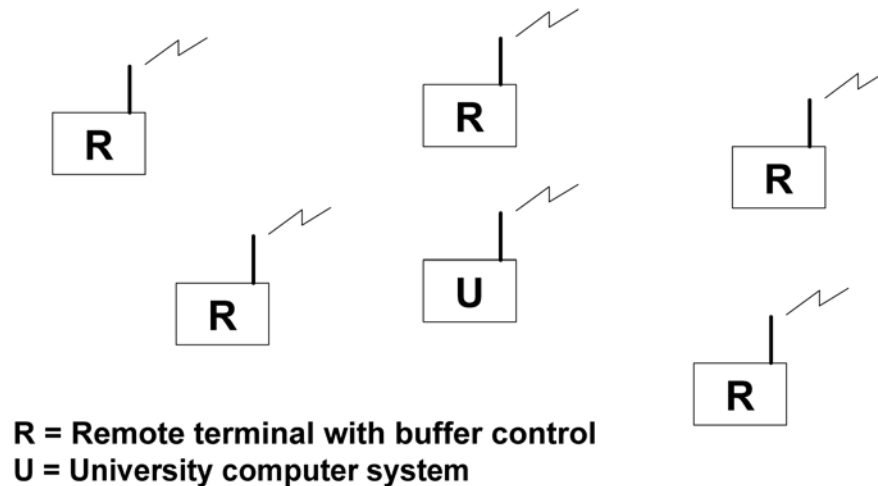 R
R
R
R
U
R
R = Remote terminal with buffer control
U = University computer system